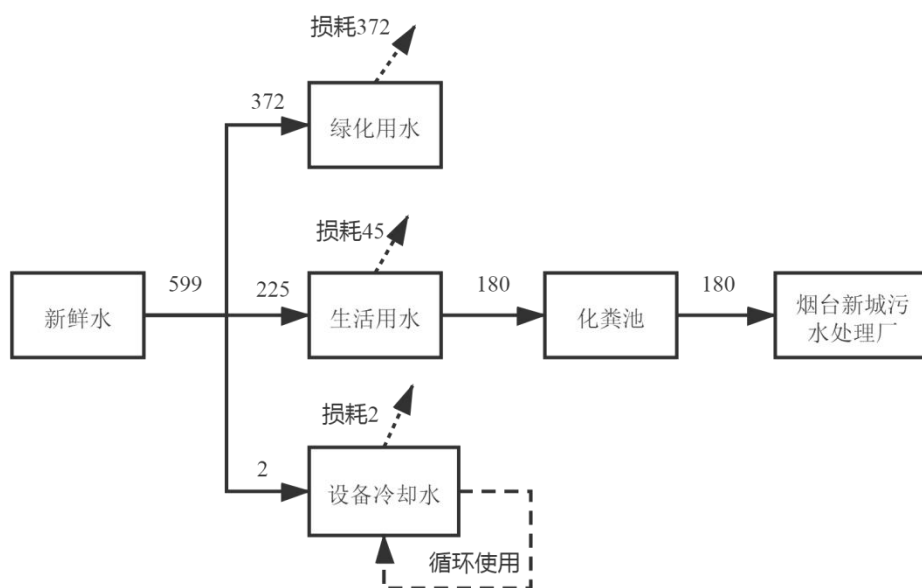 损耗372
372
绿化用水
损耗45
599
225
180
180
新鲜水
生活用水
化粪池
烟台新城污
水处理厂
损耗2
2
设备冷却水
循环使用